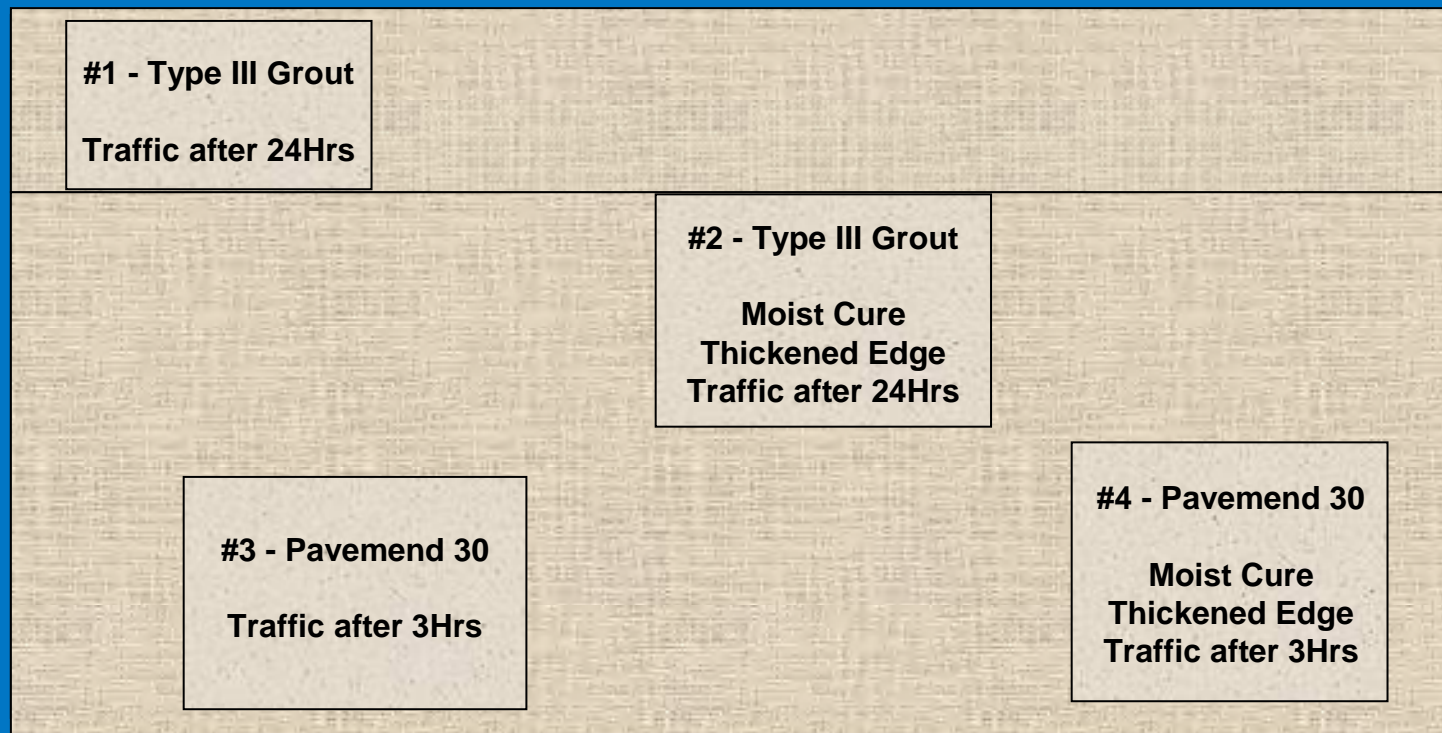 #1 - Type III Grout
Traffic after 24Hrs
#2 - Type III Grout
Moist Cure
Thickened Edge
Traffic after 24Hrs
#3 - Pavemend 30
Traffic after 3Hrs
#4 - Pavemend 30
Moist Cure
Thickened Edge
Traffic after 3Hrs